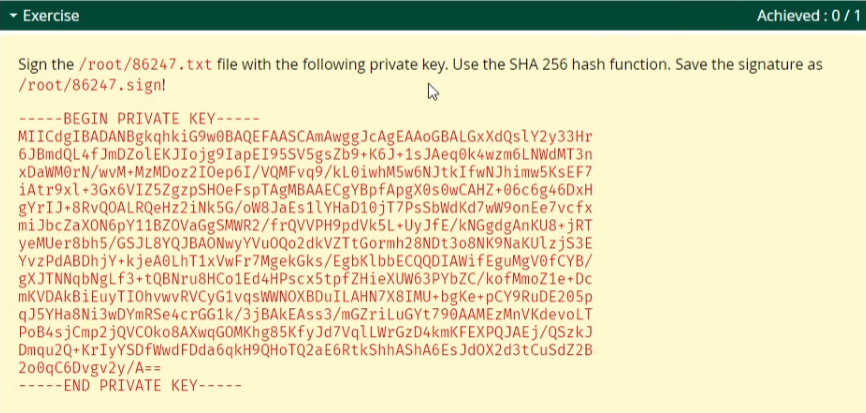 Exercise
Achieved : 0 / 1
Sign the /root/86247.txt file with the following private key. Use the SHA 256 hash function. Save the signature as
/root/86247.sign!
-----BEGIN PRIVATE KEY-----
MIICdgIBADANBgkqhkiG9w0BAQEFAASCAmAwggJcAgEAAoGBALGxXdQslY2y33Hr
6JBmdQL4fJmDZolEKJIojg9IapEI95SV5gsZb9+K6J+1sJAeq0k4wzm6LNWdMT3n
xDaWM0rN/wvM+MzMDoz2IOep6I/VQMFvq9/kL0iwhM5w6NJtkIfwNJhimw5KsEF7
iAtr9xl+3Gx6VIZ5ZgzpSHOeFspTAgMBAAECgYBpfApgX0s0wCAHZ+06c6g46DxH
gYrIJ+8RvQOALRQeHz2iNk5G/oW8JaEs1lYHaD10jT7PsSbWdKd7wW9onEe7vcfx
miJbcZaXON6pY11BZOVaGgSMWR2/frQVVPH9pdVk5L+UyJfE/kNGgdgAnKU8+jRT
yeMUer8bh5/GSJL8YQJBAONwyYVuOQo2dkVZTtGormh28NDt3o8NK9NaKUlzjS3E
YvzPdABDhjY+kjeA0LhT1xVwFr7MgekGks/EgbKlbbECQQDIAWifEguMgV0fCYB/
gXJTNNqbNgLf3+tQBNru8HCo1Ed4HPscx5tpfZHieXUW63PYbZC/kofMmoZ1e+Dc
mKVDAkBiEuyTIOhvwvRVCyG1vqsWWNOXBDuILAHN7X8IMU+bgKe+pCY9RuDE205p
qJ5YHa8Ni3wDYmRSe4crGG1k/3jBAkEAss3/mGZriLuGYt790AAMEzMnVKdevoLT
PoB4sjCmp2jQVCOko8AXwqGOMKhg85KfyJd7VqlLWrGzD4kmKFEXPQJAEj/QSzkJ
Dmqu2Q+KrIyYSDfWwdFDda6qkH9QHoTQ2aE6RtkShhAShA6EsJdOX2d3tCuSdZ2B
2o0qC6Dvgv2y/A==
-----END PRIVATE KEY-----